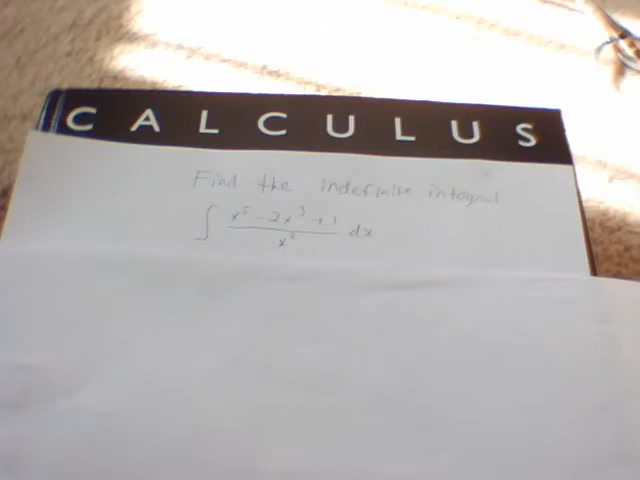 CALCULUS
Find the indefinite integral
∫ (x⁵ - 2x³ + 1)/x² dx